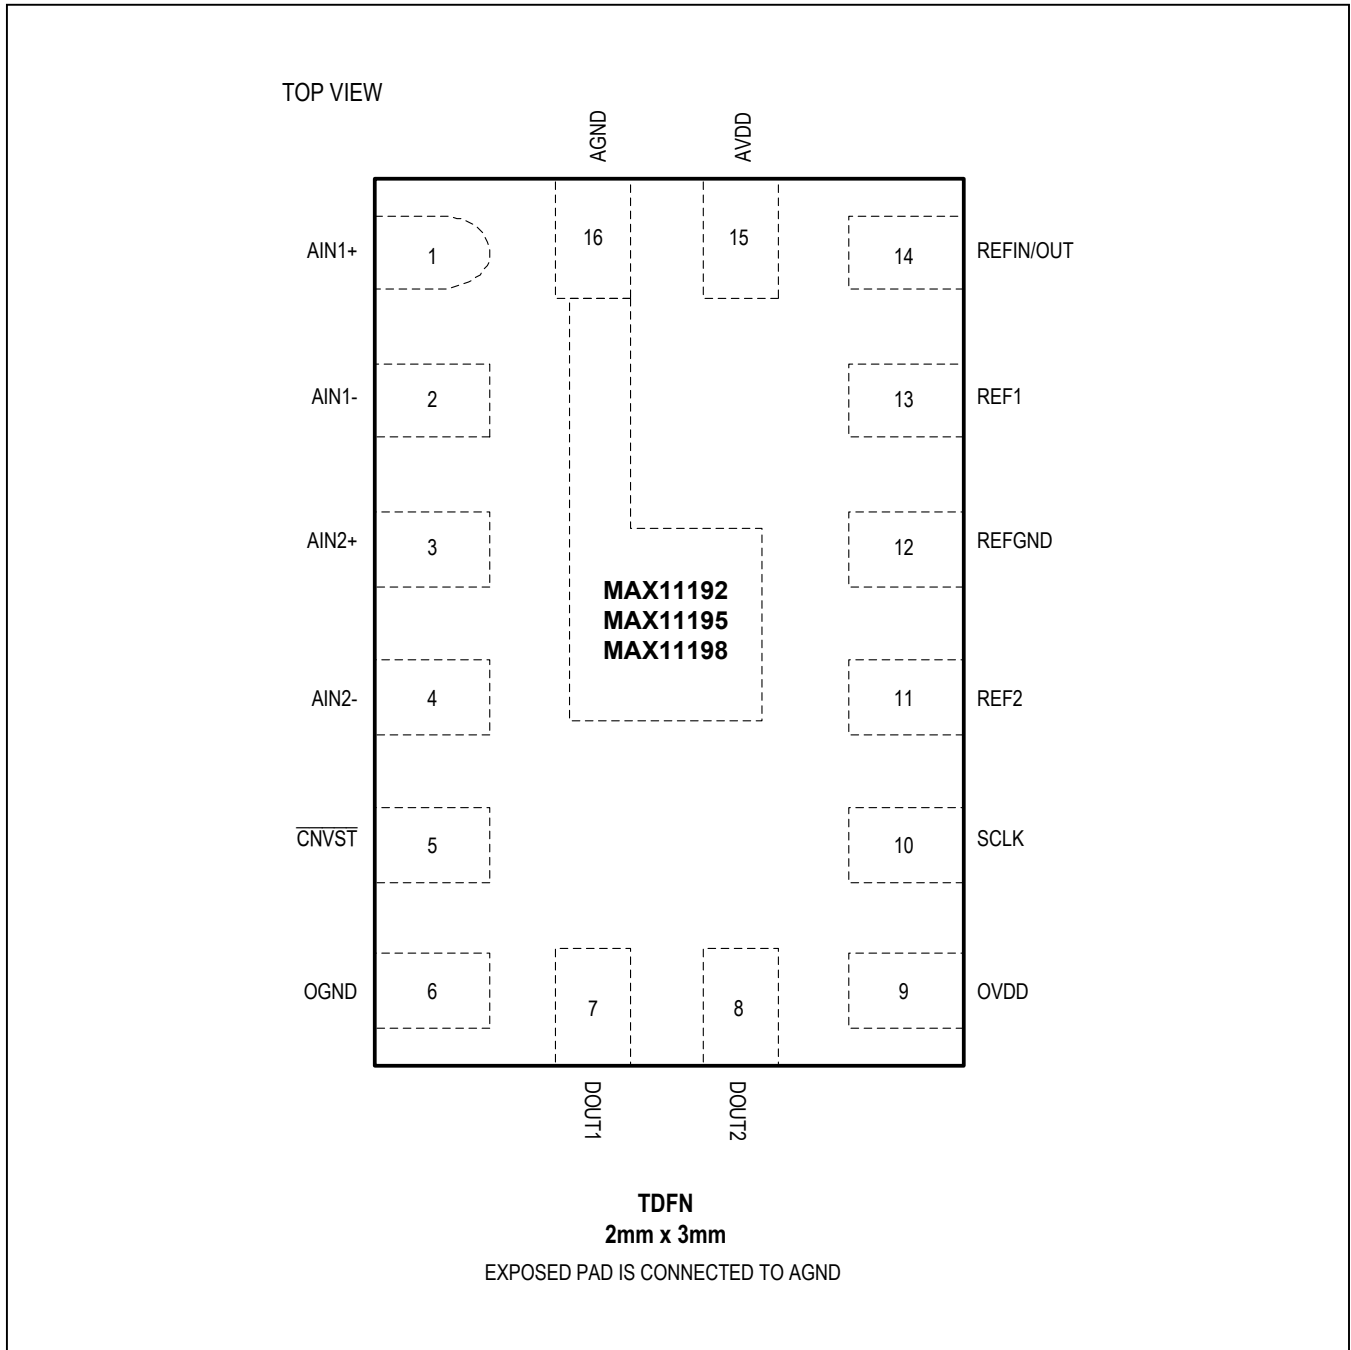 TOP VIEW
AGND
AVDD
AIN1+
1
16
15
14
REFIN/OUT
AIN1-
2
13
REF1
AIN2+
3
12
REFGND
MAX11192
MAX11195
MAX11198
AIN2-
4
11
REF2
CNVST
5
10
SCLK
OGND
6
7
8
9
OVDD
DOUT1
DOUT2
TDFN
2mm x 3mm
EXPOSED PAD IS CONNECTED TO AGND